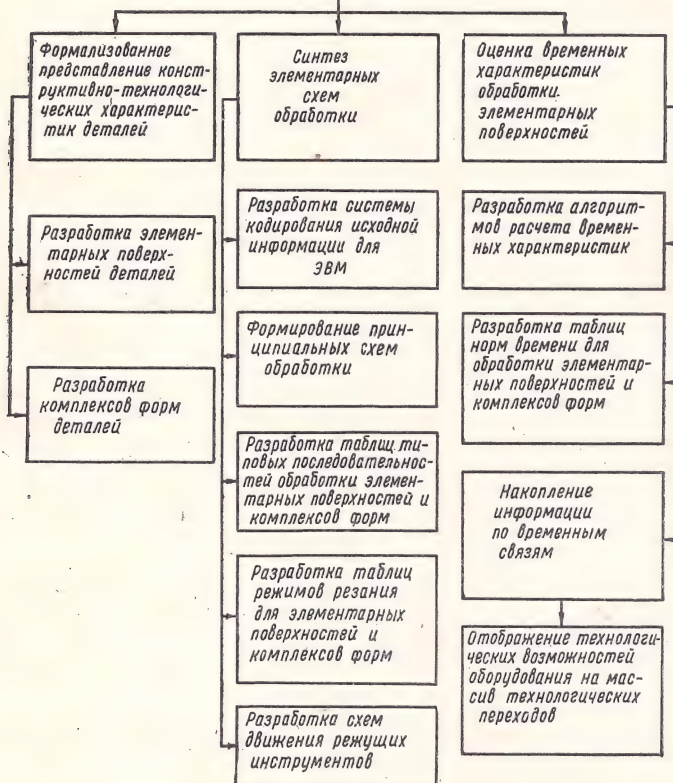 Формализованное
представление конст-
руктивно-технологи-
ческих характерис-
тик деталей
Разработка элемен-
тарных поверх-
ностей деталей
Разработка
комплексов форм
деталей
Синтез
элементарных
схем
обработки
Разработка системы
кодирования исходной
информации для
ЭВМ
Формирование прин-
ципиальных схем
обработки
Разработка таблиц ти-
повых последовательнос-
тей обработки элемен-
тарных поверхностей и
комплексов форм
Разработка таблиц
режимов резания
для элементарных
поверхностей и
комплексов форм
Разработка схем
движения режущих
инструментов
Оценка временных
характеристик
обработки
элементарных
поверхностей
Разработка алгорит-
мов расчета времен-
ных характеристик
Разработка таблиц
норм времени для
обработки элементар-
ных поверхностей и
комплексов форм
Накопление
информации
по временным
связям
Отображение технологи-
ческих возможностей
оборудования на мас-
сив технологических
переходов